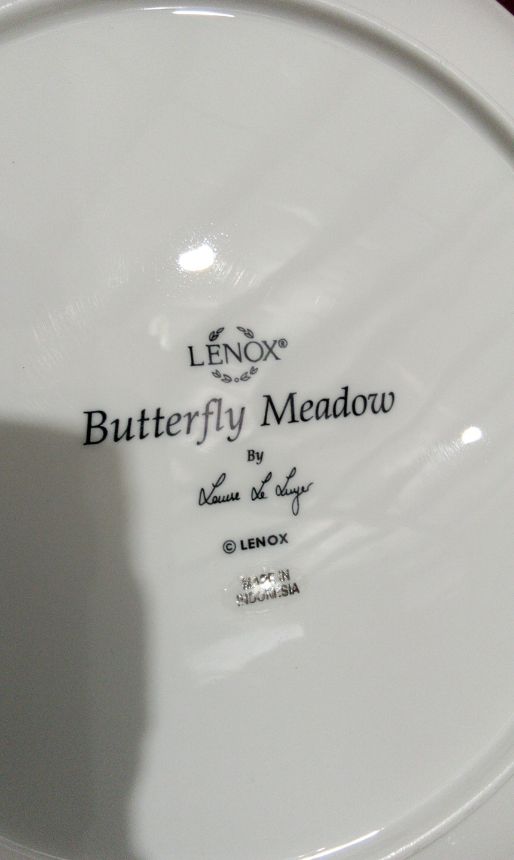 LENOX®
Butterfly Meadow
By
Louise Le Luyer
© LENOX
MADE IN
INDONESIA